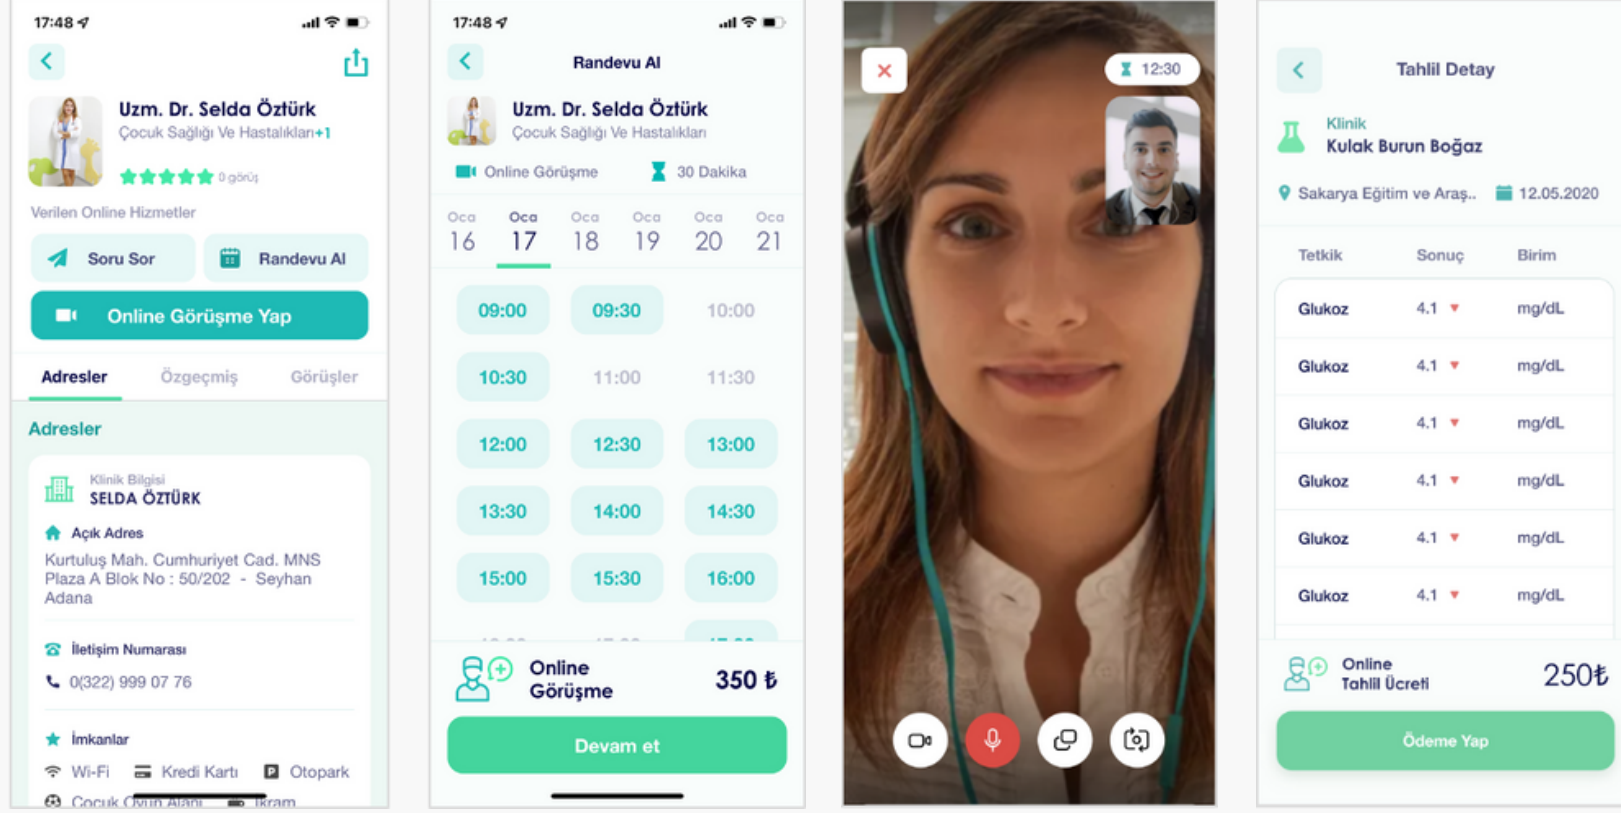 17:48
Uzm. Dr. Selda Öztürk
Çocuk Sağlığı Ve Hastalıkları+1
0 görüş
Verilen Online Hizmetler
Soru Sor
Randevu Al
Online Görüşme Yap
Adresler
Özgeçmiş
Görüşler
Adresler
Klinik Bilgisi
SELDA ÖZTÜRK
Açık Adres
Kurtuluş Mah. Cumhuriyet Cad. MNS
Plaza A Blok No : 50/202 - Seyhan
Adana
İletişim Numarası
0(322) 999 07 76
İmkanlar
Wi-Fi
Kredi Kartı
P
Otopark
Çocuk Oyun Alanı
İkram
17:48
Randevu Al
Uzm. Dr. Selda Öztürk
Çocuk Sağlığı Ve Hastalıkları
Online Görüşme
30 Dakika
Oca Oca Oca Oca Oca Oca
16 17 18 19 20 21
09:00 09:30 10:00
10:30 11:00 11:30
12:00 12:30 13:00
13:30 14:00 14:30
15:00 15:30 16:00
Online
Görüşme
350 ₺
Devam et
12:30
Tahlil Detay
Klinik
Kulak Burun Boğaz
Sakarya Eğitim ve Araş..
12.05.2020
Tetkik Sonuç Birim
Glukoz 4.1 mg/dL
Glukoz 4.1 mg/dL
Glukoz 4.1 mg/dL
Glukoz 4.1 mg/dL
Glukoz 4.1 mg/dL
Glukoz 4.1 mg/dL
Online
Tahlil Ücreti
250₺
Ödeme Yap